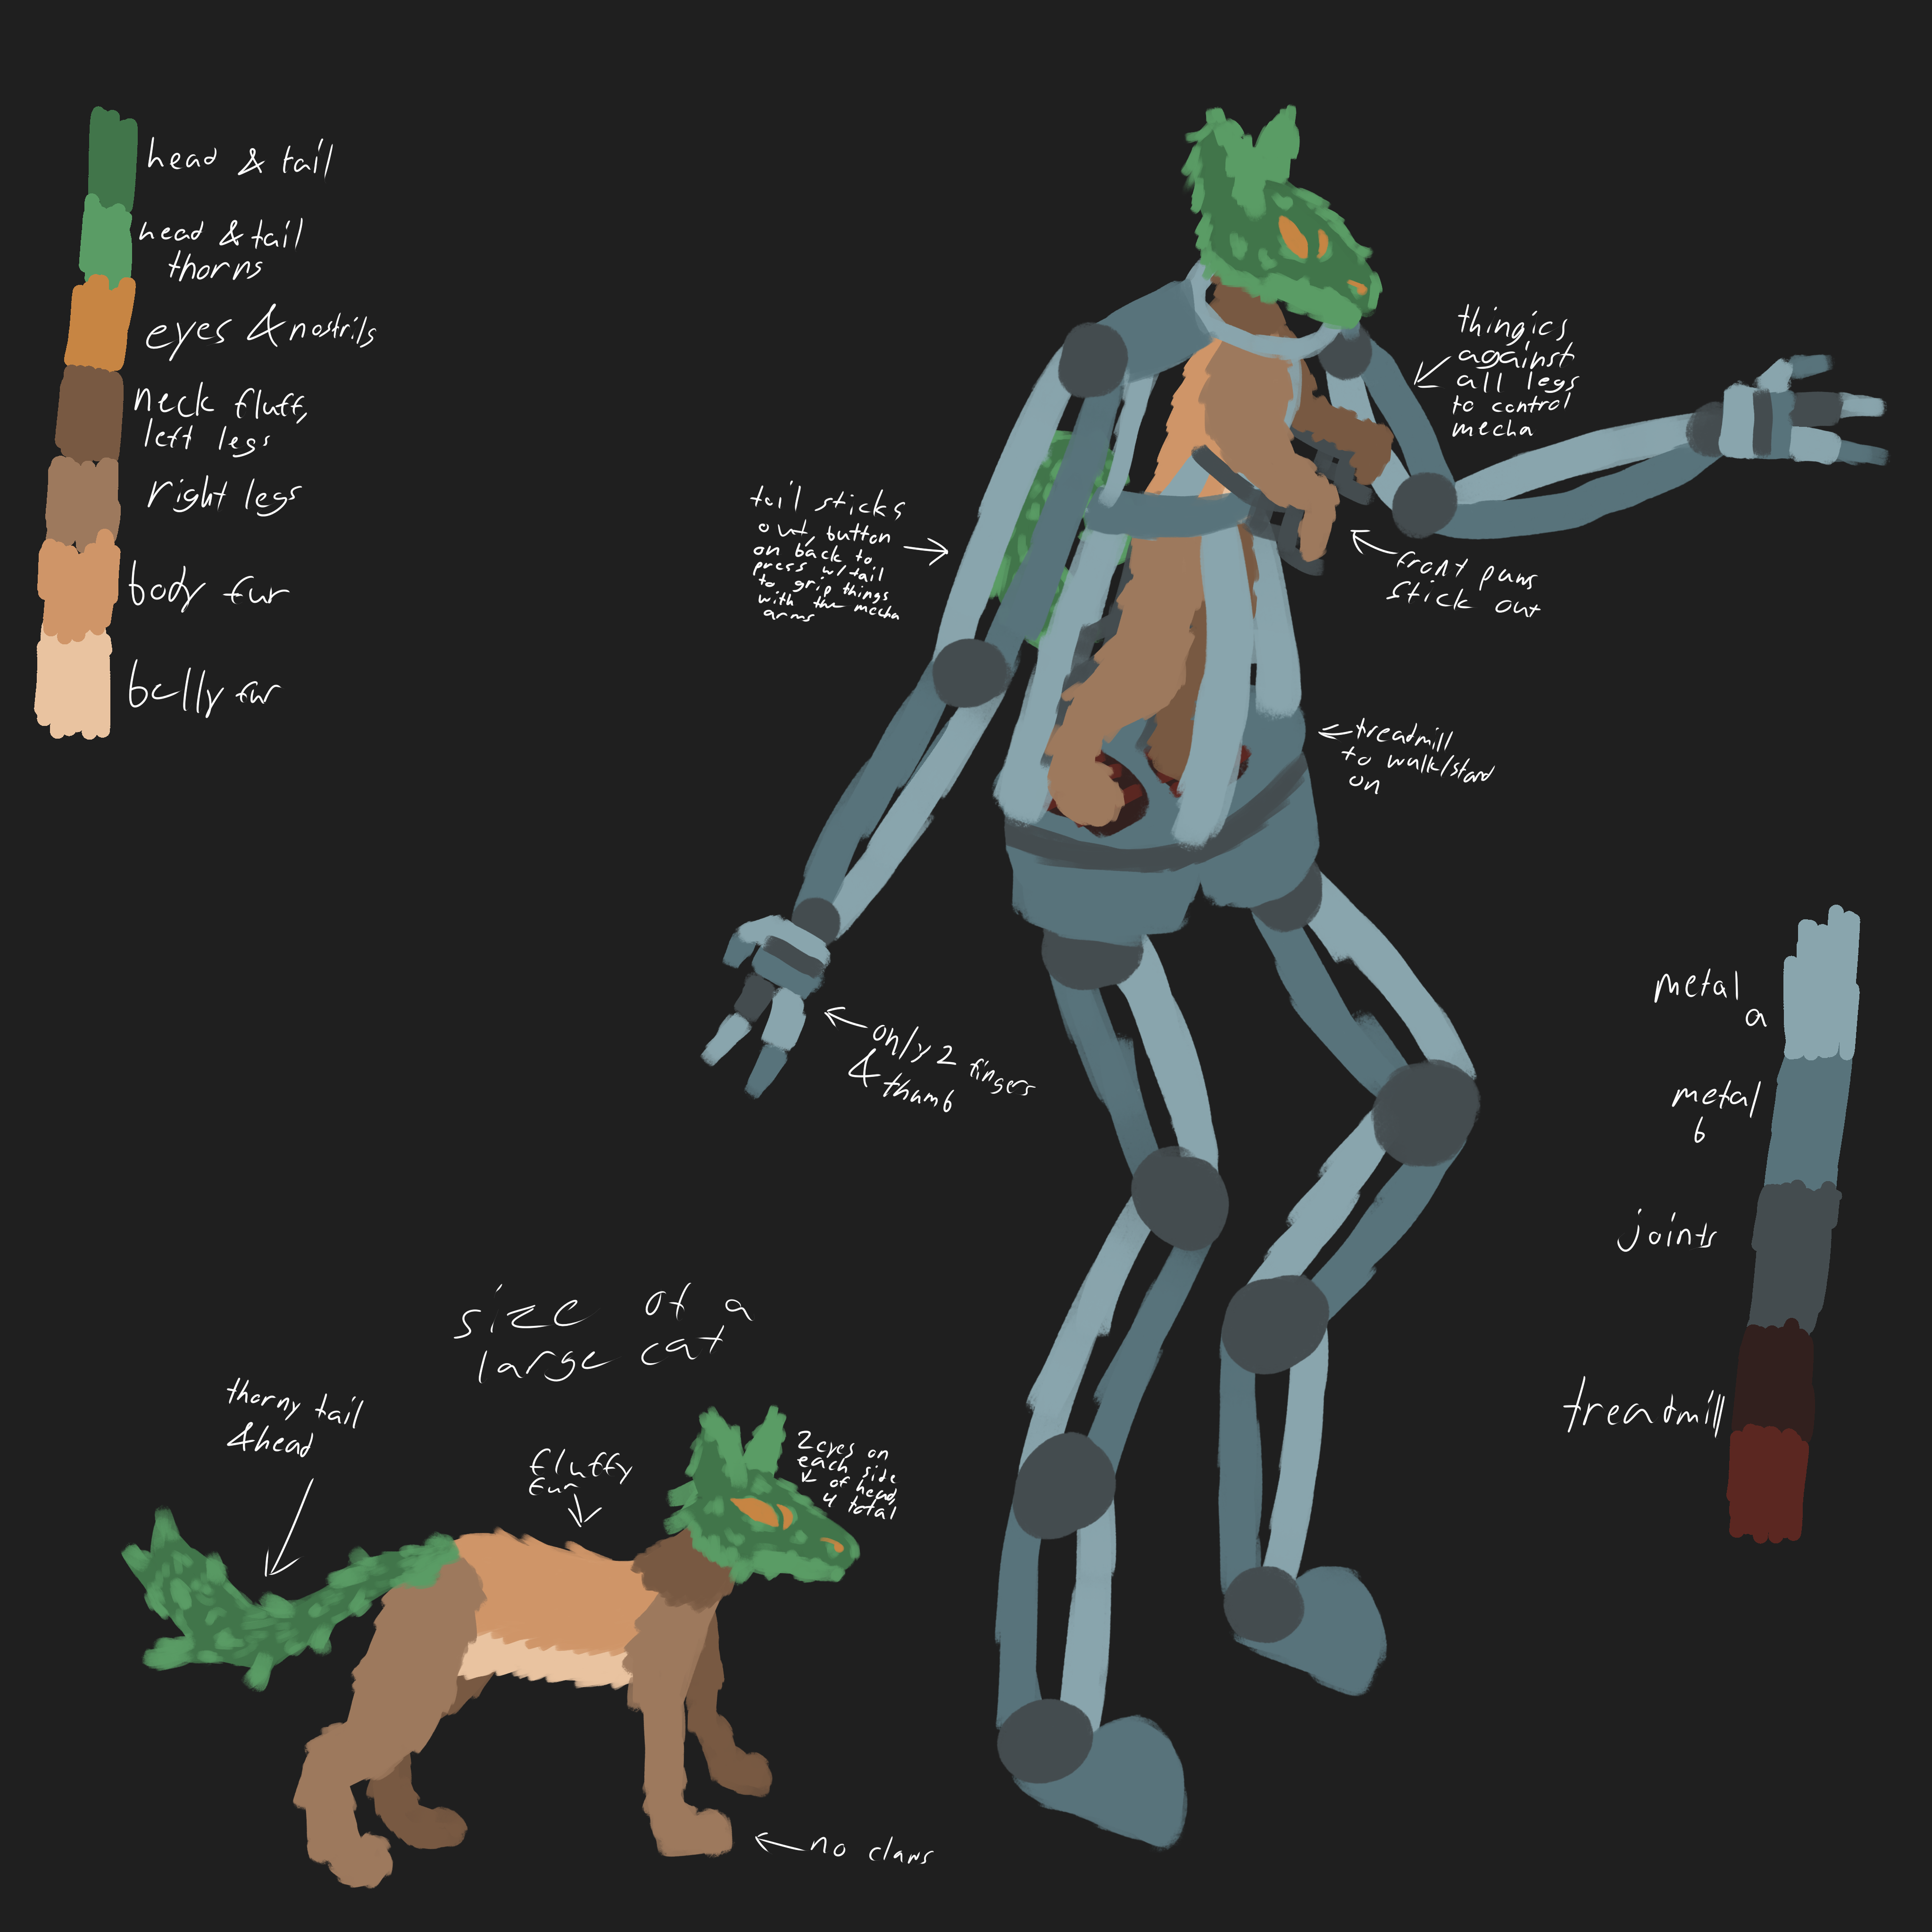 head & tail
head & tail
thorns
eyes & nostrils
neck fluff,
left legs
right legs
body fur
belly fur
thingies
against
all legs
to control
mecha
tail sticks
out, button
on back to
press w/tail
to grip things
with the mecha
arms
front paws
stick out
treadmill
to walk/stand
on
only 2 fingers
& thumb
metal
a
metal
b
joints
treadmill
size of a
large cat
thorny tail
& head
fluffy
fur
2 eyes on
each side
of head,
4 total
no claws